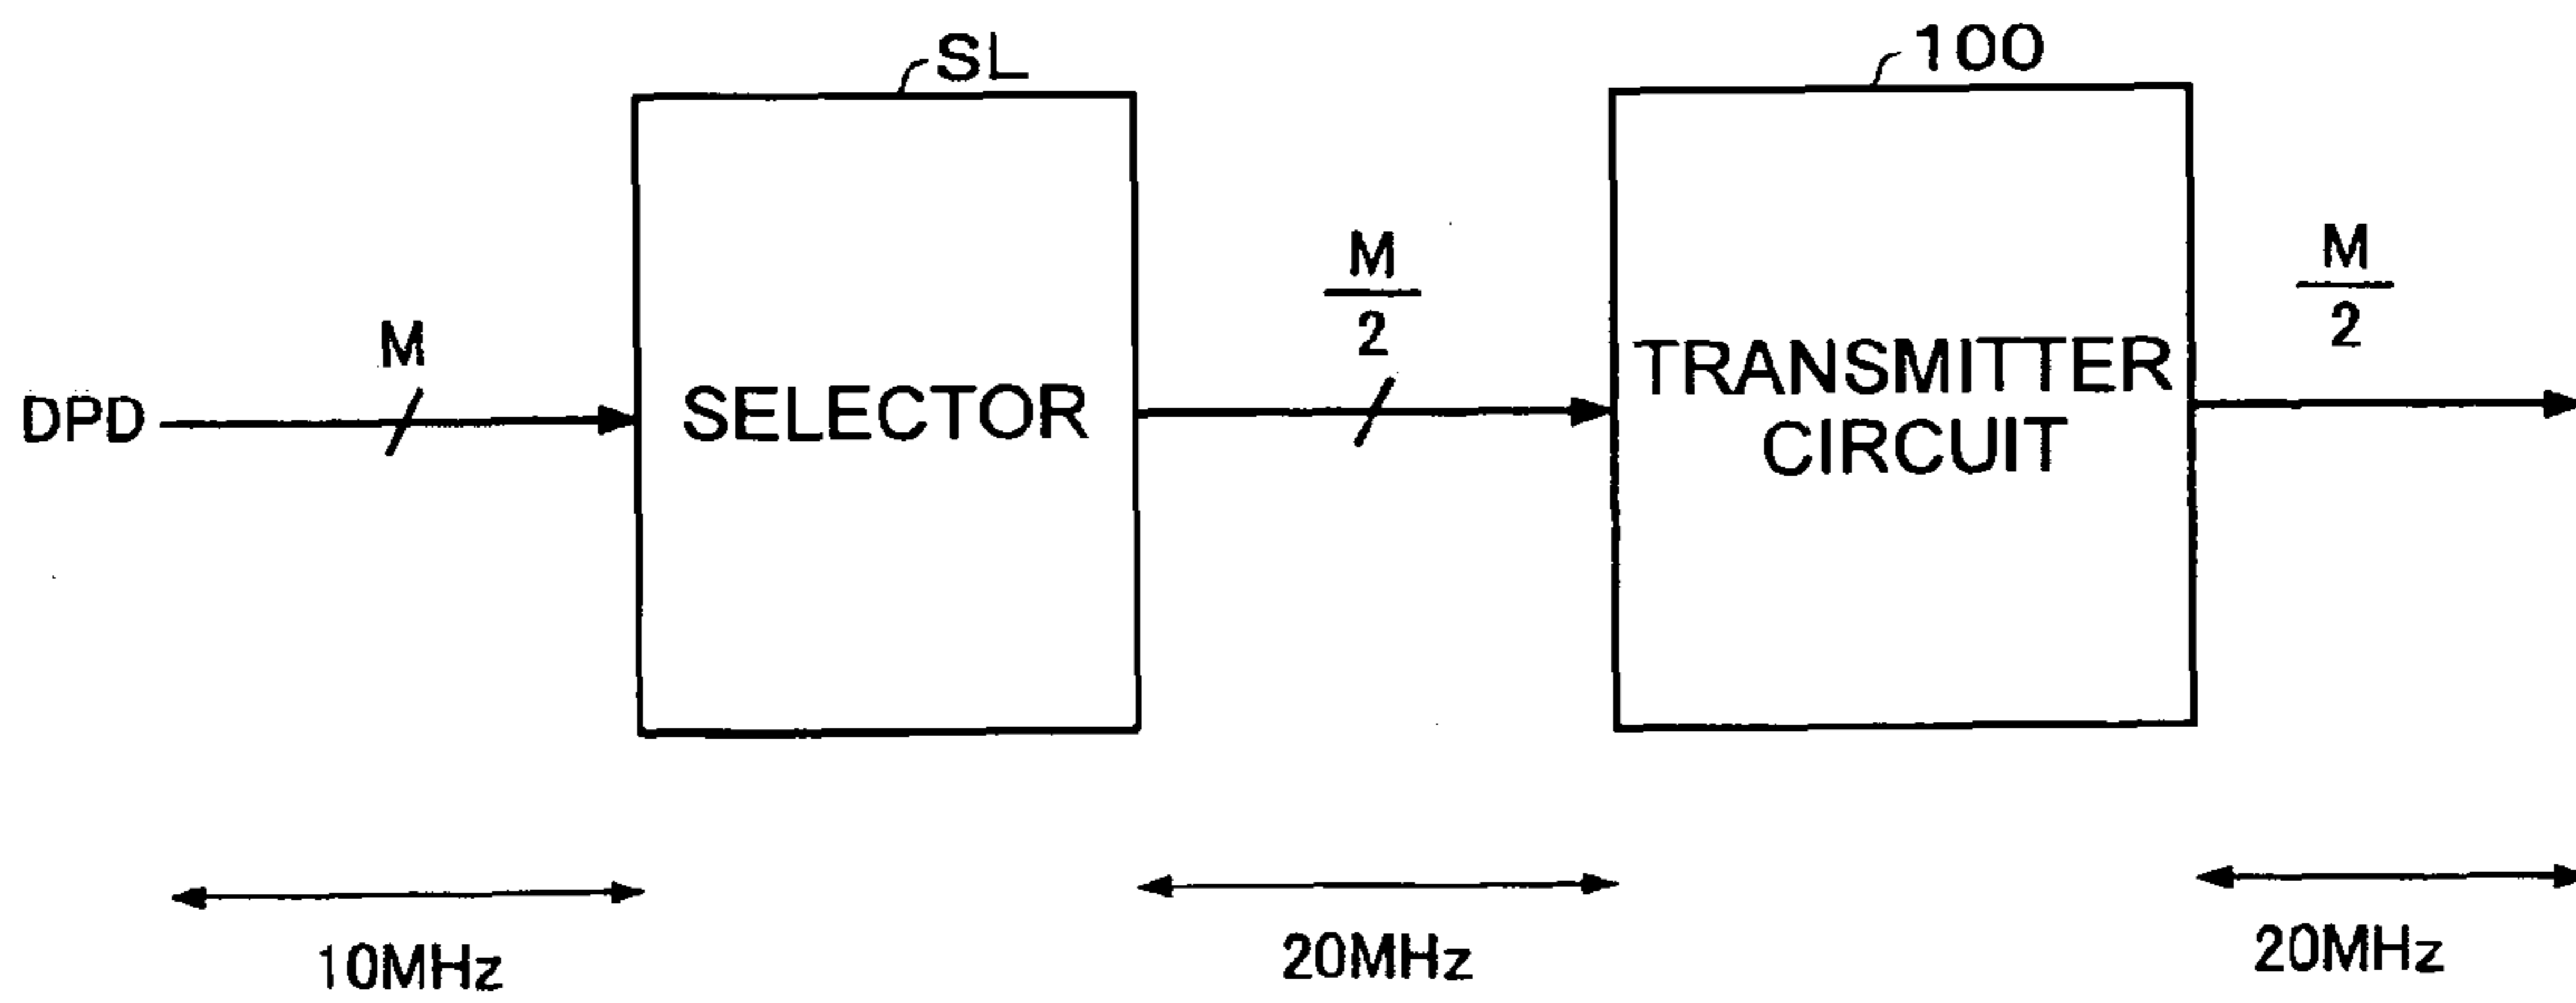 SL
100
M
M
2
M
2
DPD
SELECTOR
TRANSMITTER
CIRCUIT
10MHz
20MHz
20MHz